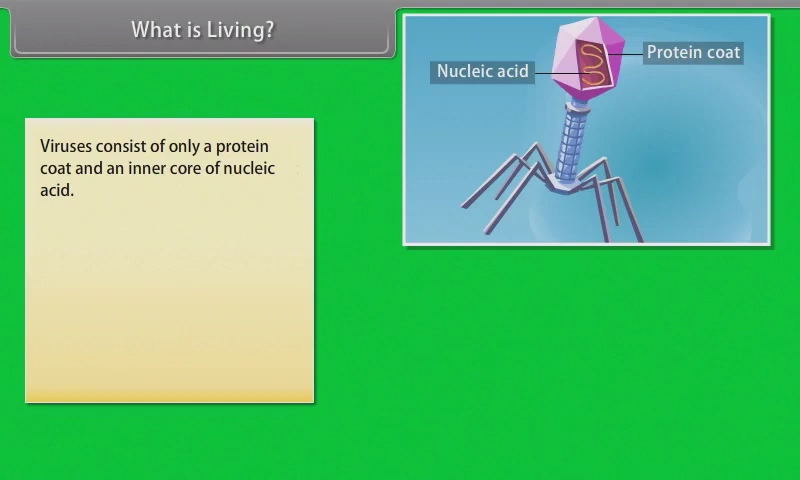 What is Living?
Protein coat
Nucleic acid
Viruses consist of only a protein
coat and an inner core of nucleic
acid.